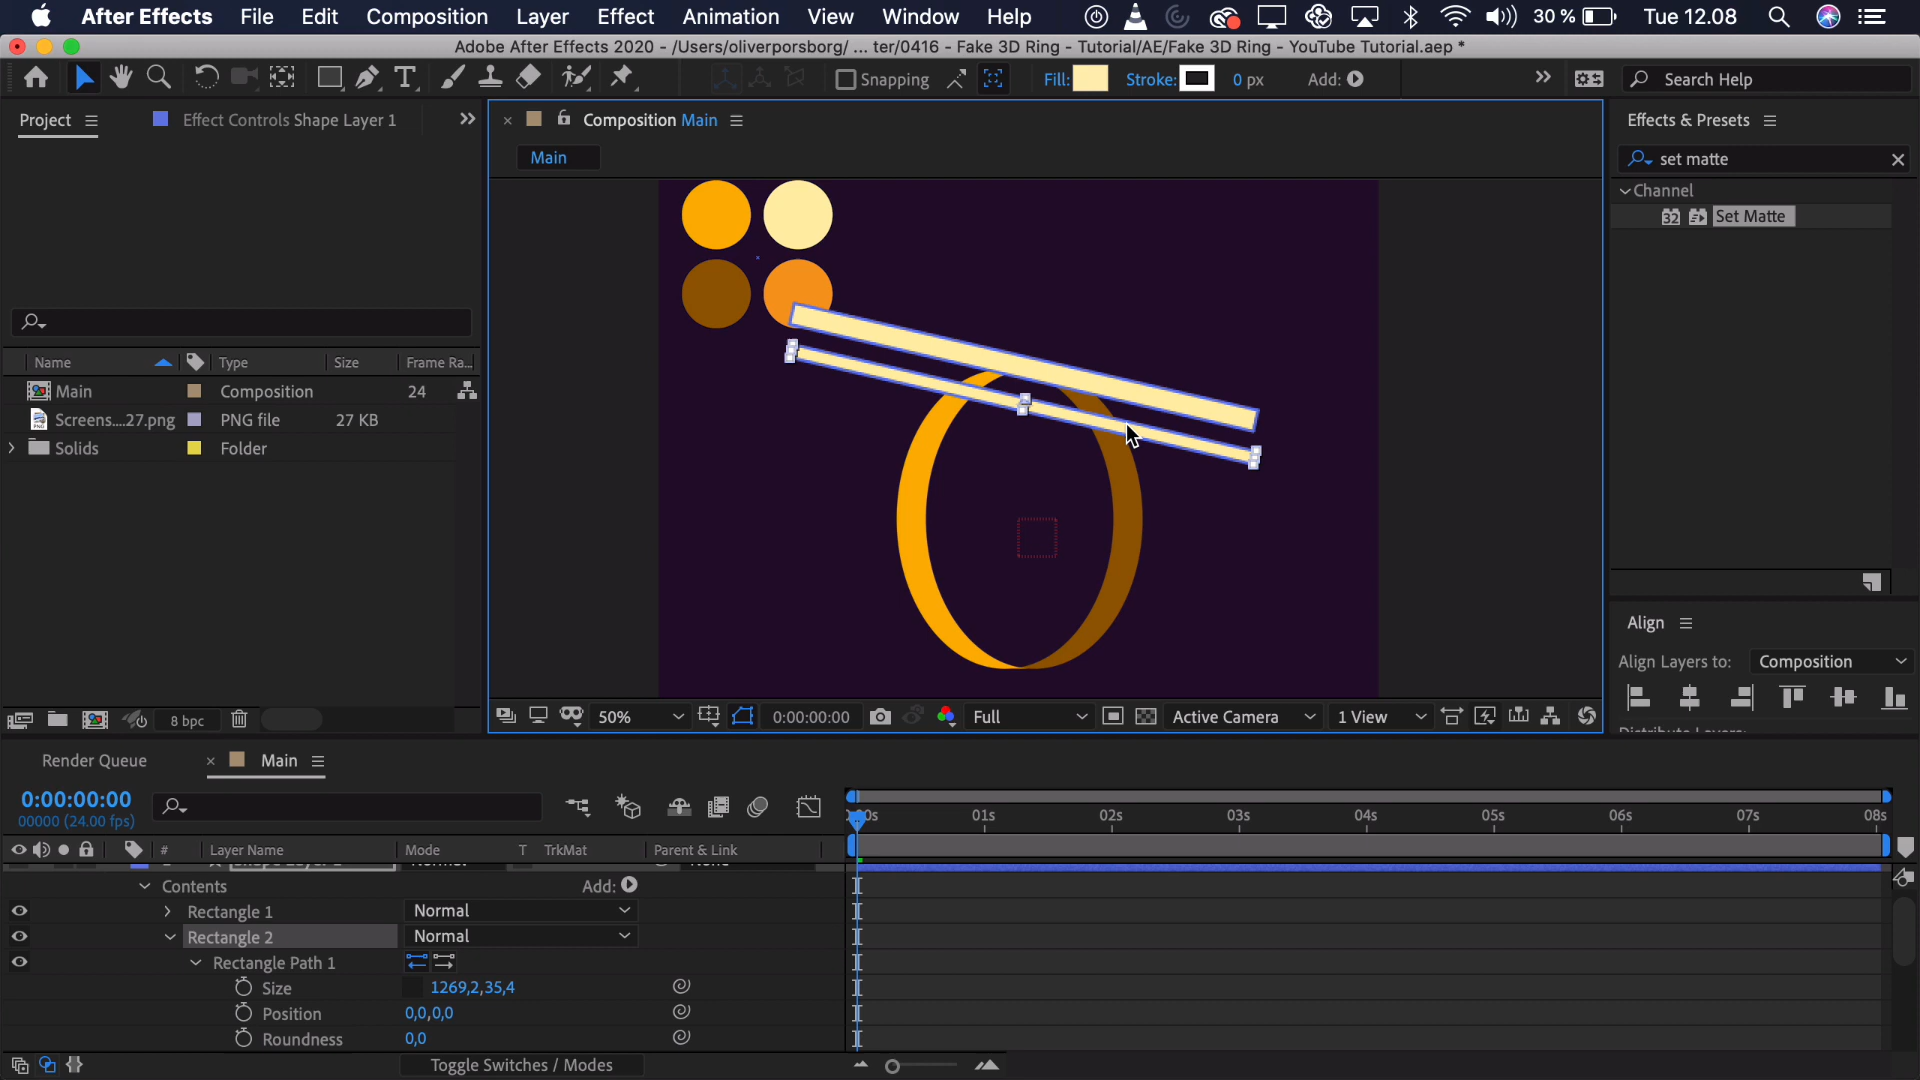 After Effects File Edit Composition Layer Effect Animation View Window Help 30 % Tue 12.08
Adobe After Effects 2020 - /Users/oliverporsborg/ ... ter/0416 - Fake 3D Ring - Tutorial/AE/Fake 3D Ring - YouTube Tutorial.aep *
Snapping Fill: Stroke: 0 px Add: Search Help
Project Effect Controls Shape Layer 1 Composition Main Effects & Presets
Main set matte
Channel
32 Set Matte
Name Type Size Frame Ra...
Main Composition 24
Screens....27.png PNG file 27 KB
Solids Folder
Align
Align Layers to: Composition
8 bpc 50% 0:00:00:00 Full Active Camera 1 View
Render Queue Main
0:00:00:00
00000 (24.00 fps)
01s 02s 03s 04s 05s 06s 07s 08s
# Layer Name Mode T TrkMat Parent & Link
Contents Add:
Rectangle 1 Normal
Rectangle 2 Normal
Rectangle Path 1
Size 1269,2,35,4
Position 0,0,0,0
Roundness 0,0
Toggle Switches / Modes